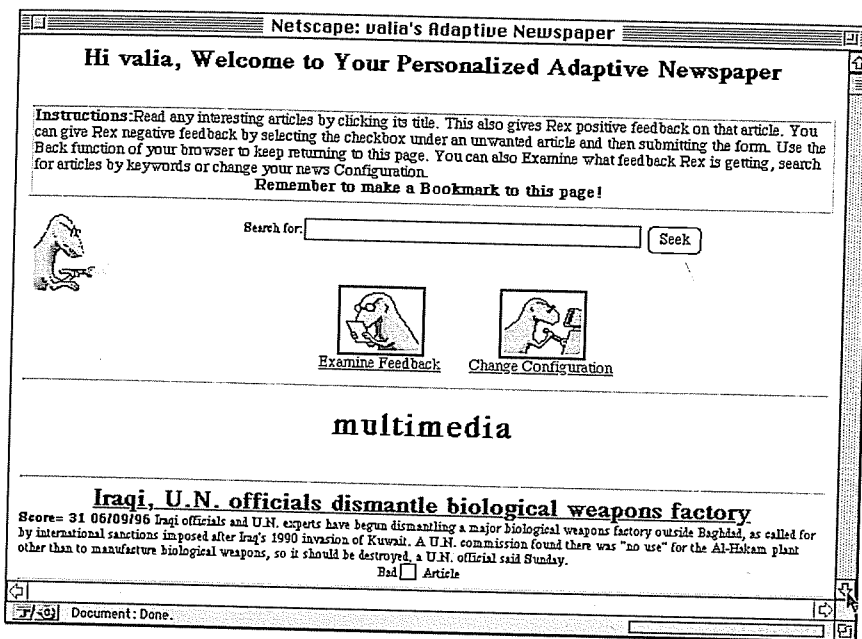 Netscape: valia's Adaptive Newspaper
Hi valia, Welcome to Your Personalized Adaptive Newspaper
Instructions:Read any interesting articles by clicking its title. This also gives Rex positive feedback on that article. You
can give Rex negative feedback by selecting the checkbox under an unwanted article and then submitting the form. Use the
Back function of your browser to keep returning to this page. You can also Examine what feedback Rex is getting, search
for articles by keywords or change your news Configuration.
Remember to make a Bookmark to this page!
Search for:
Seek
Examine Feedback
Change Configuration
multimedia
Iraqi, U.N. officials dismantle biological weapons factory
Score= 31 06/09/96 Iraqi officials and U.N. experts have begun dismantling a major biological weapons factory outside Baghdad, as called for
by international sanctions imposed after Iraq's 1990 invasion of Kuwait. A U.N. commission found there was "no use" for the Al-Hakam plant
other than to manufacture biological weapons, so it should be destroyed, a U.N. official said Sunday.
Bad Article
Document: Done.